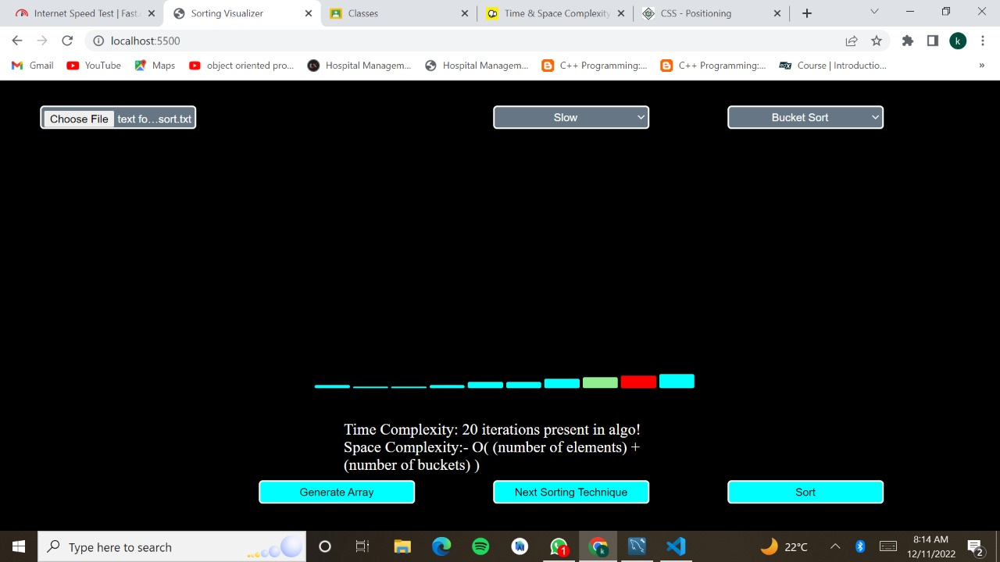 Internet Speed Test | Fast.
Sorting Visualizer
Classes
Time & Space Complexity
CSS - Positioning
localhost:5500
k
Gmail
YouTube
Maps
object oriented pro...
Hospital Managem...
Hospital Managem...
C++ Programming:...
C++ Programming:...
Course | Introductio...
»
Choose File text fo...sort.txt
Slow
Bucket Sort
Time Complexity: 20 iterations present in algo!
Space Complexity:- O( (number of elements) +
(number of buckets) )
Generate Array
Next Sorting Technique
Sort
Type here to search
1
22°C
8:14 AM
12/11/2022
2